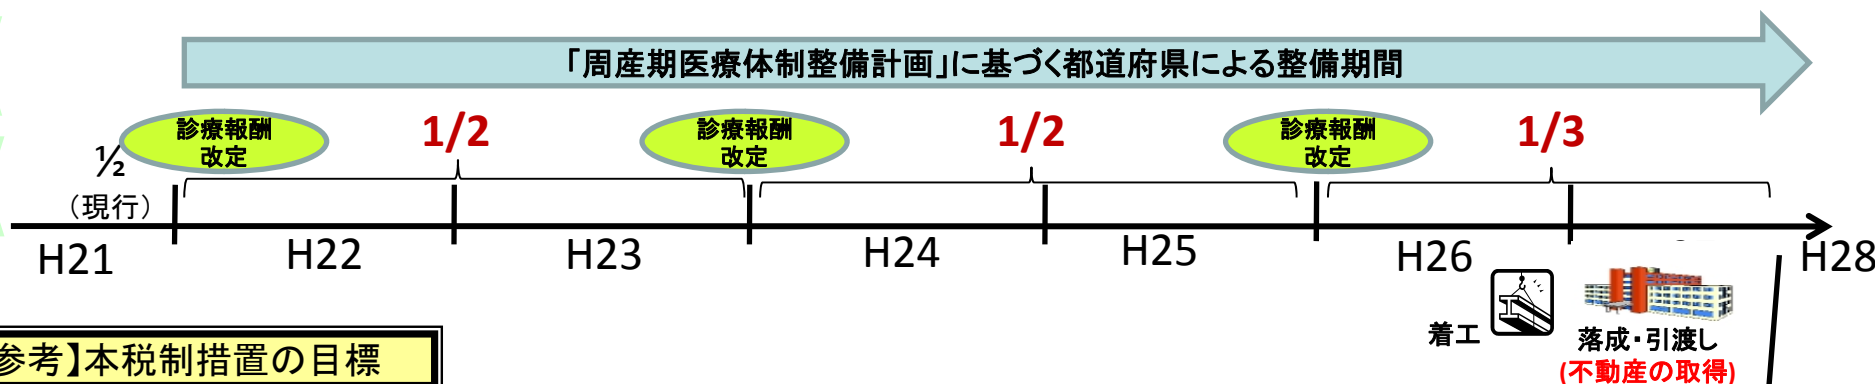 「周産期医療体制整備計画」に基づく都道府県による整備期間
診療報酬
改定
1/2
診療報酬
改定
1/2
診療報酬
改定
1/3
½
（現行）
H21
H22
H23
H24
H25
H26
H28
着工
落成・引渡し
(不動産の取得)
参考】本税制措置の目標